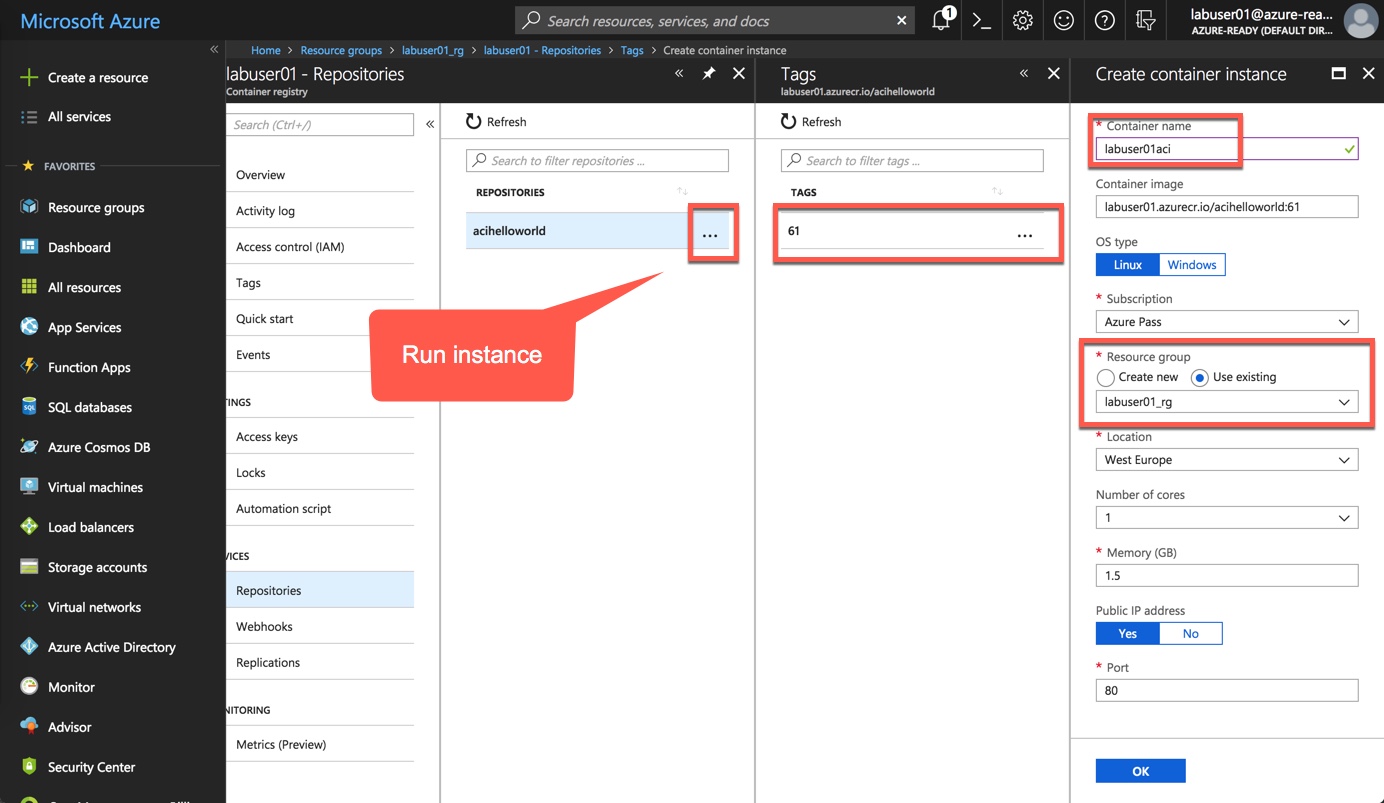 Microsoft Azure
Search resources, services, and docs
1
labuser01@azure-rea...
AZURE-READY (DEFAULT DIR...
Home > Resource groups > labuser01_rg > labuser01 - Repositories > Tags > Create container instance
Create a resource
All services
FAVORITES
Resource groups
Dashboard
All resources
App Services
Function Apps
SQL databases
Azure Cosmos DB
Virtual machines
Load balancers
Storage accounts
Virtual networks
Azure Active Directory
Monitor
Advisor
Security Center
labuser01 - Repositories
Container registry
Search (Ctrl+/)
Overview
Activity log
Access control (IAM)
Tags
Quick start
Events
TINGS
Access keys
Locks
Automation script
VICES
Repositories
Webhooks
Replications
NITORING
Metrics (Preview)
Refresh
Search to filter repositories ...
REPOSITORIES
acihelloworld
...
Run instance
Tags
labuser01.azurecr.io/acihelloworld
Refresh
Search to filter tags ...
TAGS
61
...
Create container instance
* Container name
labuser01aci
Container image
labuser01.azurecr.io/acihelloworld:61
OS type
Linux Windows
* Subscription
Azure Pass
* Resource group
Create new Use existing
labuser01_rg
* Location
West Europe
Number of cores
1
* Memory (GB)
1.5
Public IP address
Yes No
* Port
80
OK